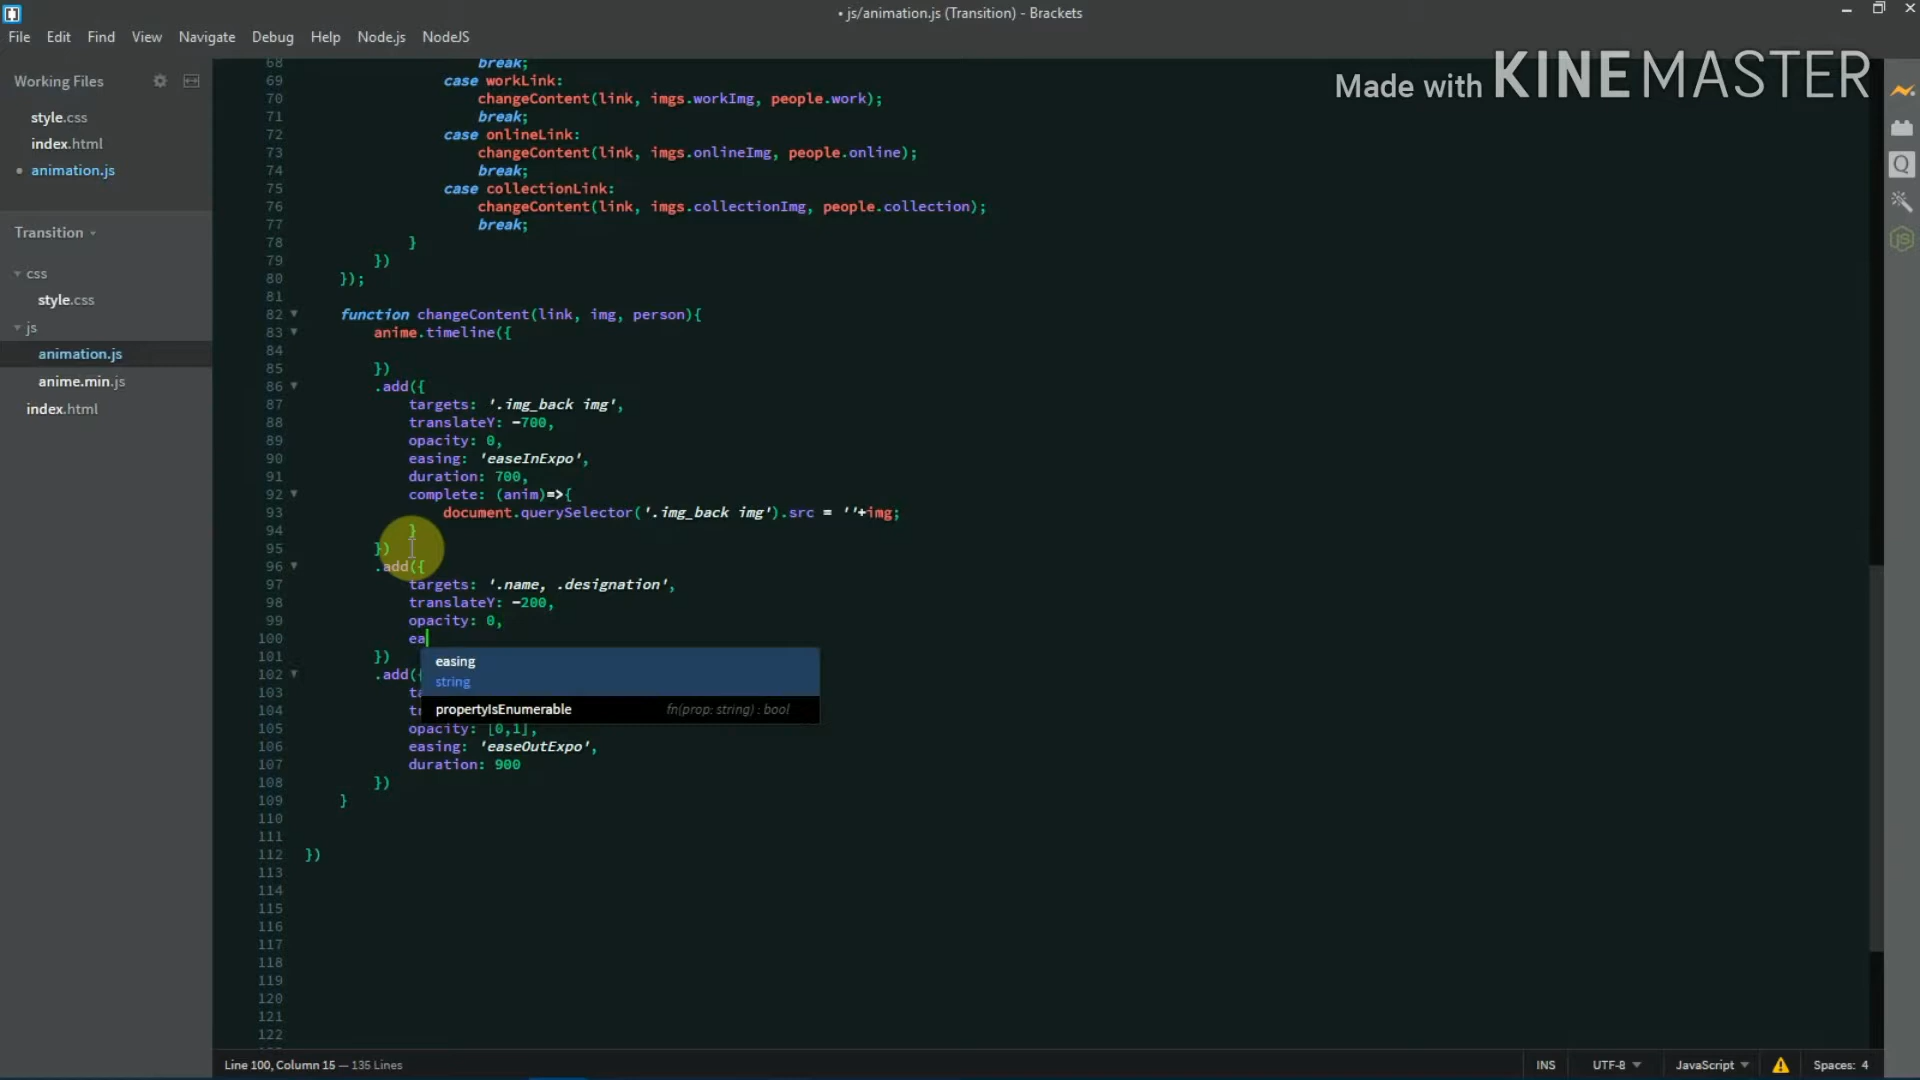 js/animation.js (Transition) - Brackets
File Edit Find View Navigate Debug Help Node.js NodeJS
Made with KINEMASTER
Working Files
style.css
index.html
animation.js
Transition
css
style.css
js
animation.js
anime.min.js
index.html
68 break;
69 case workLink:
70 changeContent(link, imgs.workImg, people.work);
71 break;
72 case onlineLink:
73 changeContent(link, imgs.onlineImg, people.online);
74 break;
75 case collectionLink:
76 changeContent(link, imgs.collectionImg, people.collection);
77 break;
78 }
79 })
80 });
81
82 function changeContent(link, img, person){
83 anime.timeline({
84
85 })
86 .add({
87 targets: '.img_back img',
88 translateY: -700,
89 opacity: 0,
90 easing: 'easeInExpo',
91 duration: 700,
92 complete: (anim)=>{
93 document.querySelector('.img_back img').src = ''+img;
94 }
95 })
96 .add({
97 targets: '.name, .designation',
98 translateY: -200,
99 opacity: 0,
100 ea
101 })
102 .add({
103 ta
104 tr
easing
string
propertyIsEnumerable fn(prop: string) : bool
105 opacity: [0,1],
106 easing: 'easeOutExpo',
107 duration: 900
108 })
109 }
110
111
112 })
113
114
115
116
117
118
119
120
121
122
Line 100, Column 15 — 135 Lines
INS UTF-8 JavaScript Spaces: 4